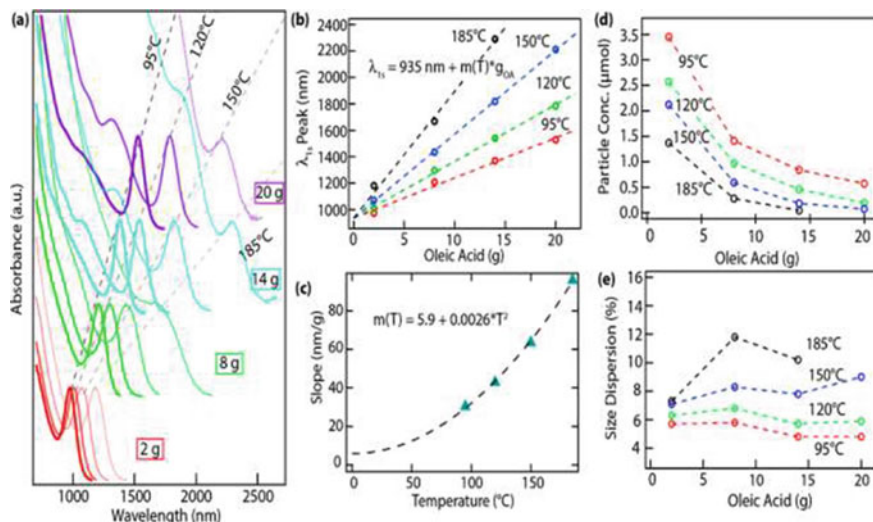 (a)
95°C
120°C
150°C
185°C
20 g
14 g
8 g
2 g
Absorbance (a.u.)
1000 1500 2000 2500
Wavelength (nm)
(b)
2400
2200
2000
1800
1600
1400
1200
1000
λ1s Peak (nm)
185°C
150°C
120°C
95°C
λ1s = 935 nm + m(T)*gOA
0 5 10 15 20
Oleic Acid (g)
(c)
80
60
40
20
0
Slope (nm/g)
m(T) = 5.9 + 0.0026*T²
0 50 100 150
Temperature (°C)
(d)
3.5
3.0
2.5
2.0
1.5
1.0
0.5
0.0
Particle Conc. (μmol)
95°C
120°C
150°C
185°C
0 5 10 15 20
Oleic Acid (g)
(e)
16
14
12
10
8
6
4
Size Dispersion (%)
185°C
150°C
120°C
95°C
0 5 10 15 20
Oleic Acid (g)